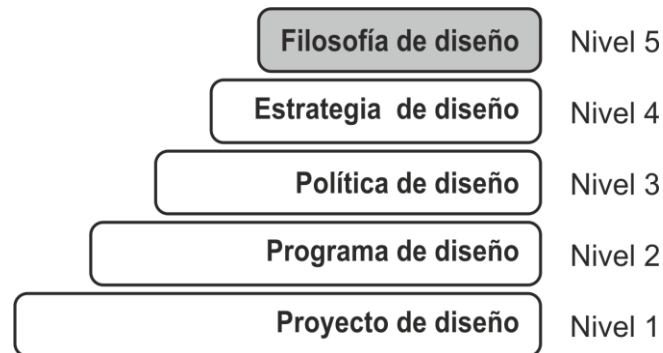 Filosofía de diseño Nivel 5
Estrategia de diseño Nivel 4
Política de diseño Nivel 3
Programa de diseño Nivel 2
Proyecto de diseño Nivel 1